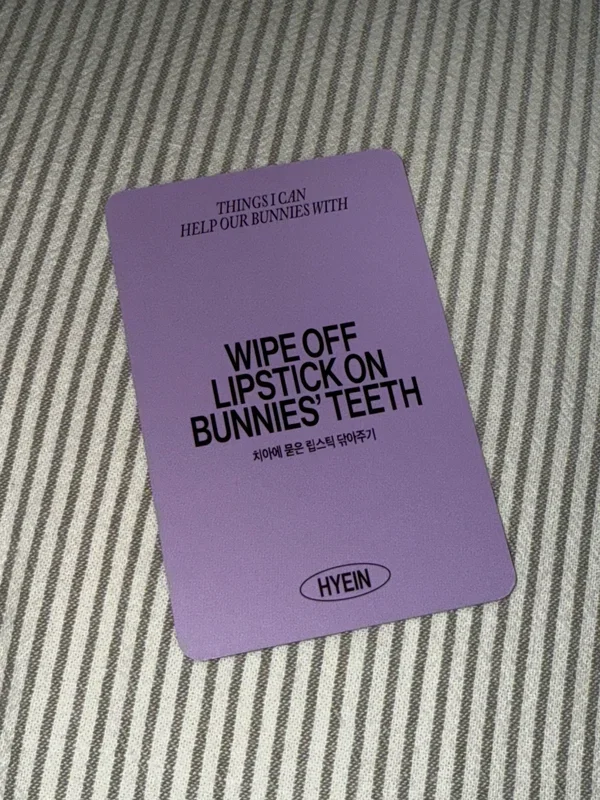 THINGS I CAN
HELP OUR BUNNIES WITH
WIPE OFF
LIPSTICK ON
BUNNIES' TEETH
치아에 묻은 립스틱 닦아주기
HYEIN